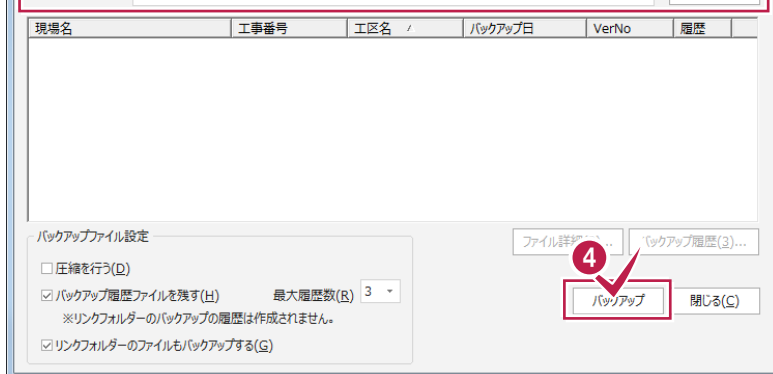 現場名 工事番号 工区名 バックアップ日 VerNo 履歴
バックアップファイル設定
ファイル詳細 ... バックアップ履歴(3)...
□圧縮を行う(D)
4
☑バックアップ履歴ファイルを残す(H) 最大履歴数(R) 3
バックアップ 閉じる(C)
※リンクフォルダーのバックアップの履歴は作成されません。
☑リンクフォルダーのファイルもバックアップする(G)